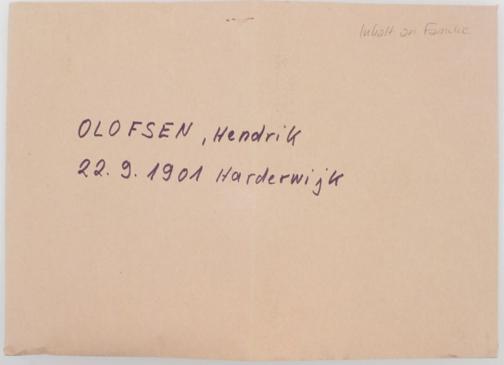 Inhalt an Familie
OLOFSEN, Hendrik
22. 9. 1901 Harderwijk